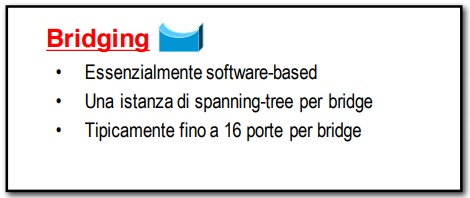 Bridging
• Essenzialmente software-based
• Una istanza di spanning-tree per bridge
• Tipicamente fino a 16 porte per bridge